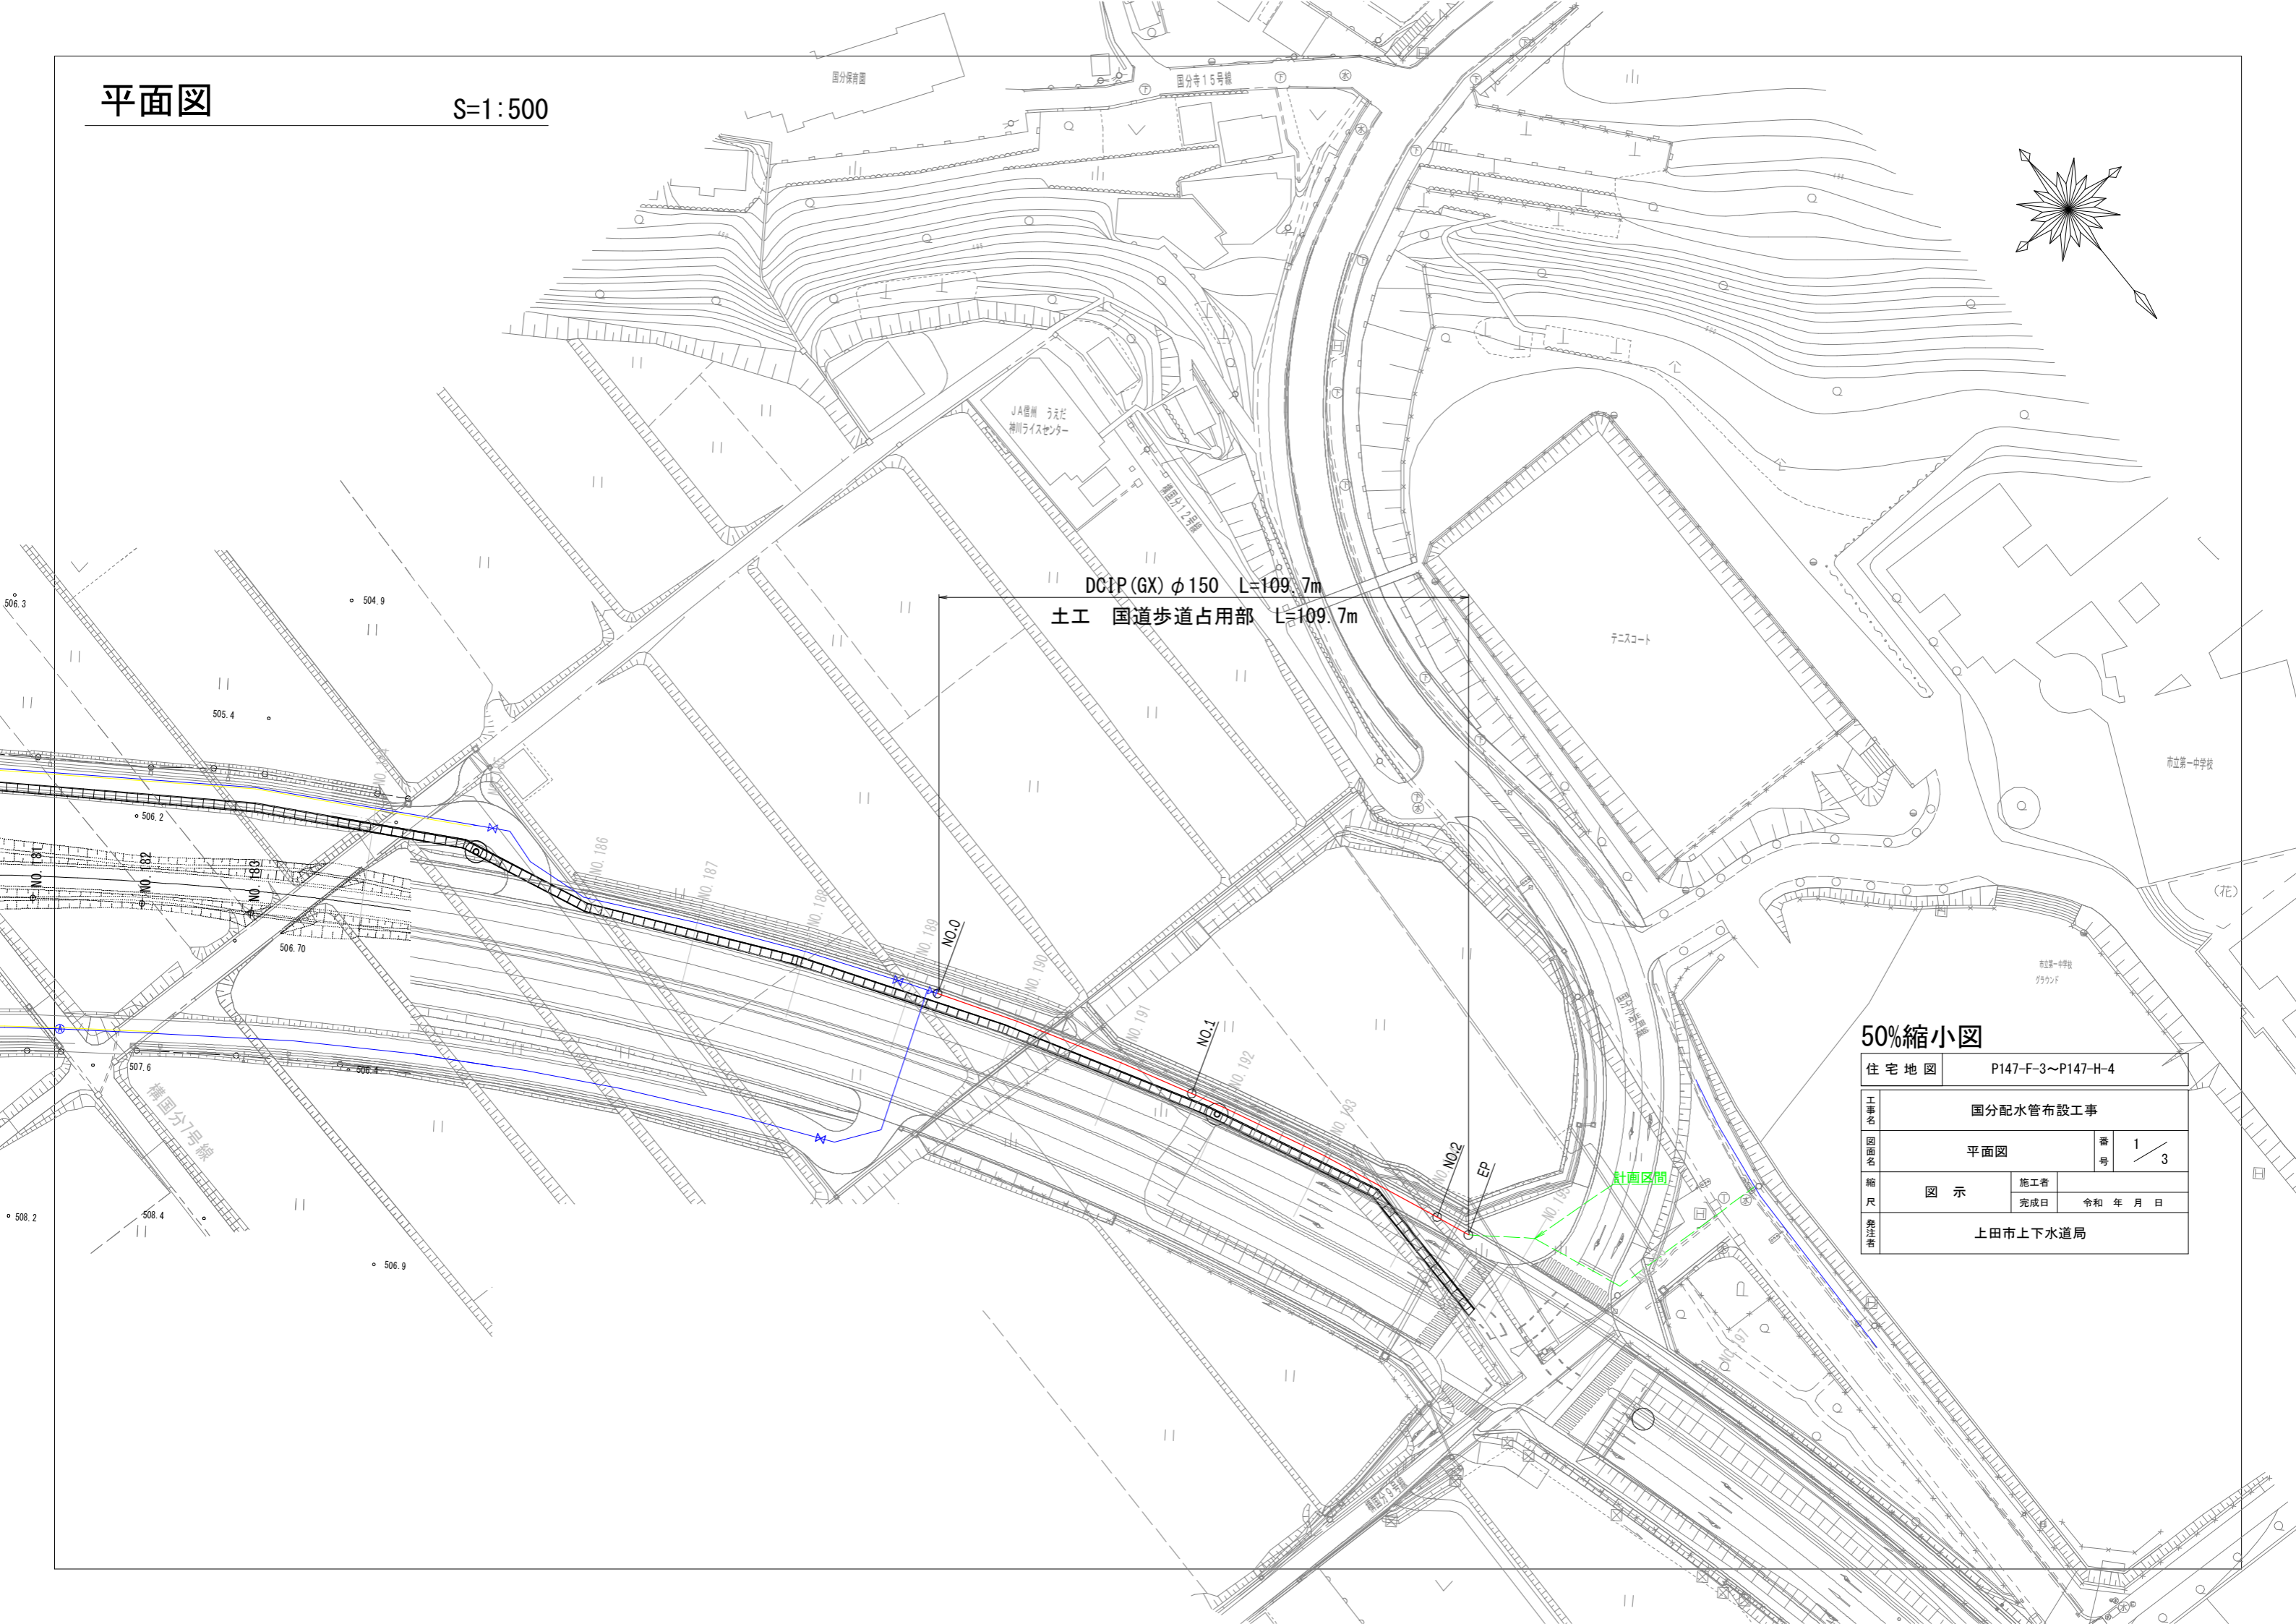 平面図
S=1:500
国分保育園
国分寺15号線
JA信州 うえだ
神川ライスセンター
DCIP(GX)φ150 L=109.7m
土工 国道歩道占用部 L=109.7m
テニスコート
市立第一中学校
(花)
市立第一中学校
グラウンド
506.3
504.9
505.4
506.2
NO.181
NO.182
NO.183
506.70
NO.186
NO.187
NO.188
NO.189
NO.0
NO.190
NO.191
NO.1
NO.192
NO.193
NO.2
EP
計画区間
NO.197
507.6
506.4
横国分7号線
508.2
508.4
506.9
50%縮小図
住宅地図 P147-F-3～P147-H-4
工事名 国分配水管布設工事
図面名 平面図 番号 1/3
縮尺 図示 施工者
完成日 令和 年 月 日
発注者 上田市上下水道局